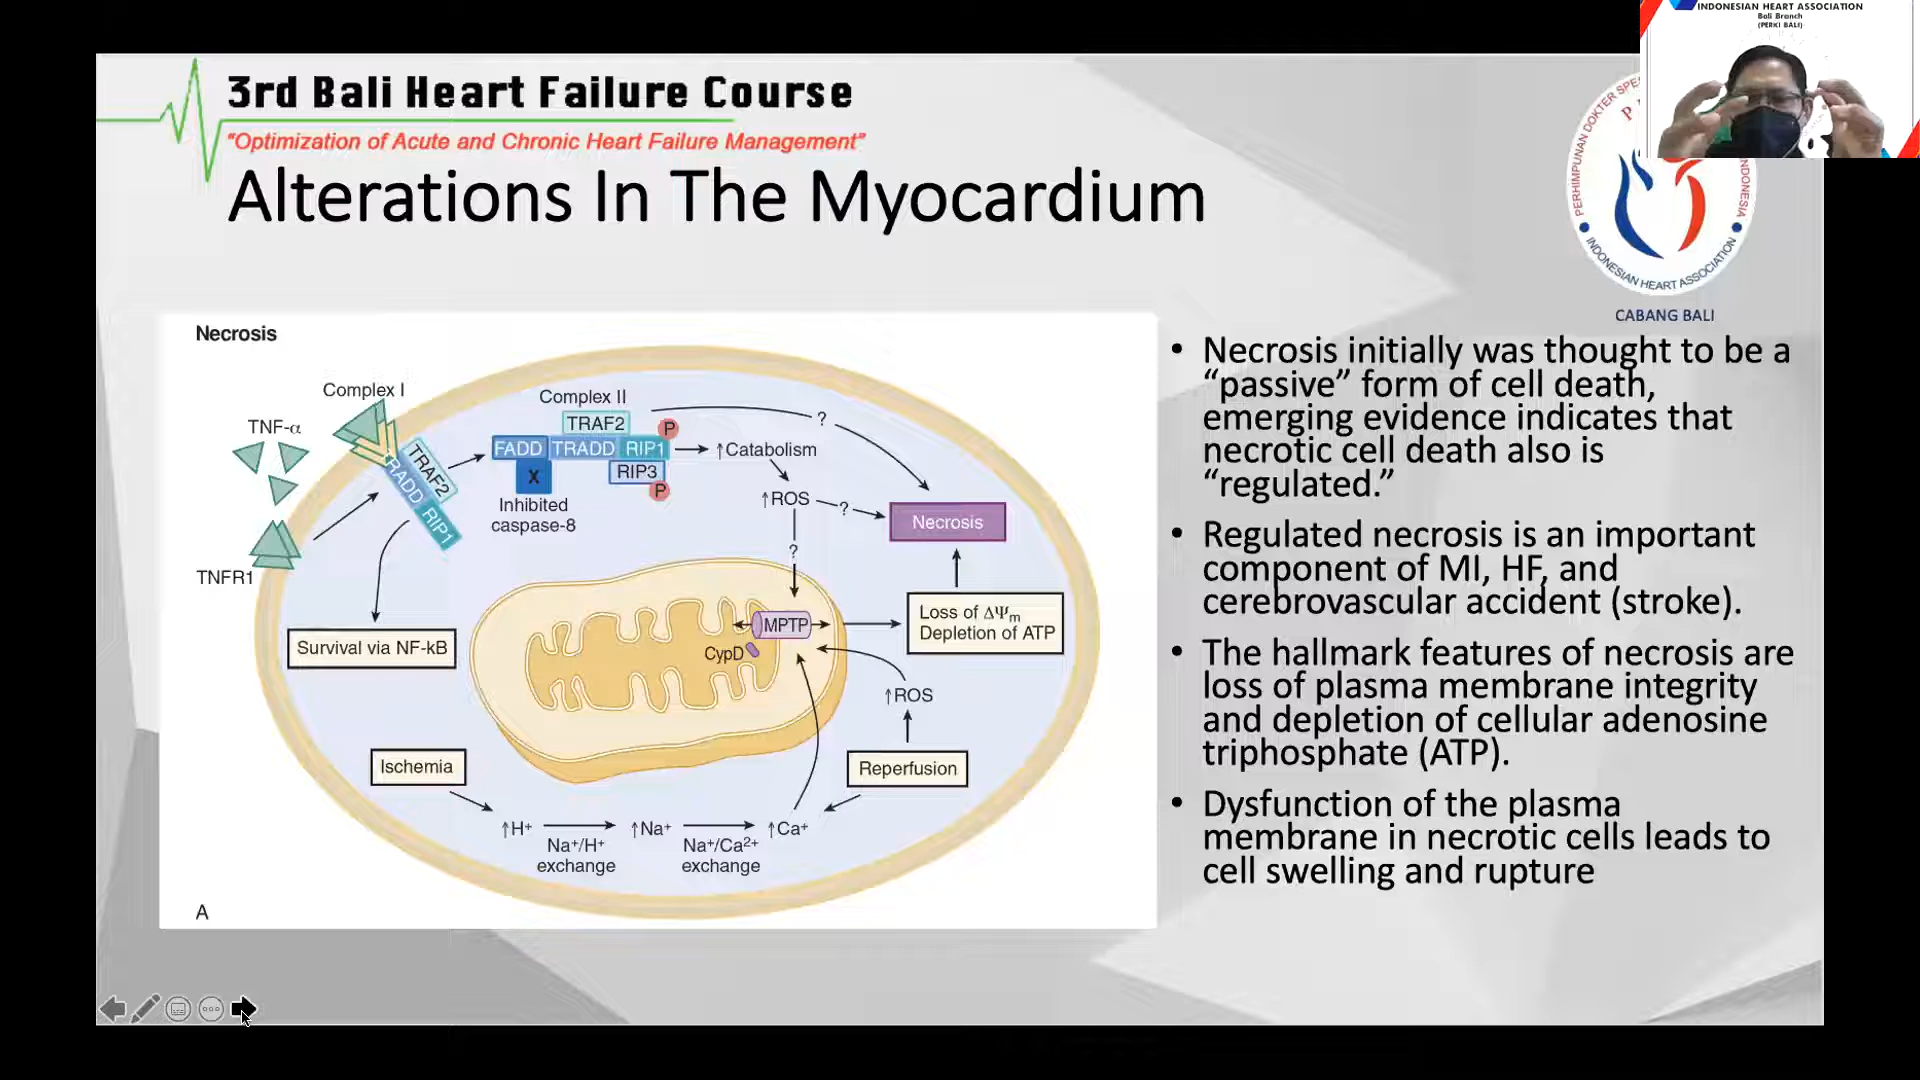 INDONESIAN HEART ASSOCIATION
Bali Branch
(PERKI BALI)
3rd Bali Heart Failure Course
“Optimization of Acute and Chronic Heart Failure Management”
Alterations In The Myocardium
PERHIMPUNAN DOKTER SPE
INDONESIA
INDONESIAN HEART ASSOCIATION
CABANG BALI
Necrosis
Complex I
TNF-α
TRAF2
TRADD
RIP1
TNFR1
Complex II
TRAF2
P
FADD TRADD RIP1
X
RIP3
P
Inhibited
caspase-8
?
↑Catabolism
↑ROS
?
?
Necrosis
Survival via NF-kB
MPTP
CypD
Loss of ΔΨm
Depletion of ATP
↑ROS
Ischemia
Reperfusion
↑H+
Na+/H+
exchange
↑Na+
Na+/Ca2+
exchange
↑Ca+
A
• Necrosis initially was thought to be a
“passive” form of cell death,
emerging evidence indicates that
necrotic cell death also is
“regulated.”
• Regulated necrosis is an important
component of MI, HF, and
cerebrovascular accident (stroke).
• The hallmark features of necrosis are
loss of plasma membrane integrity
and depletion of cellular adenosine
triphosphate (ATP).
• Dysfunction of the plasma
membrane in necrotic cells leads to
cell swelling and rupture